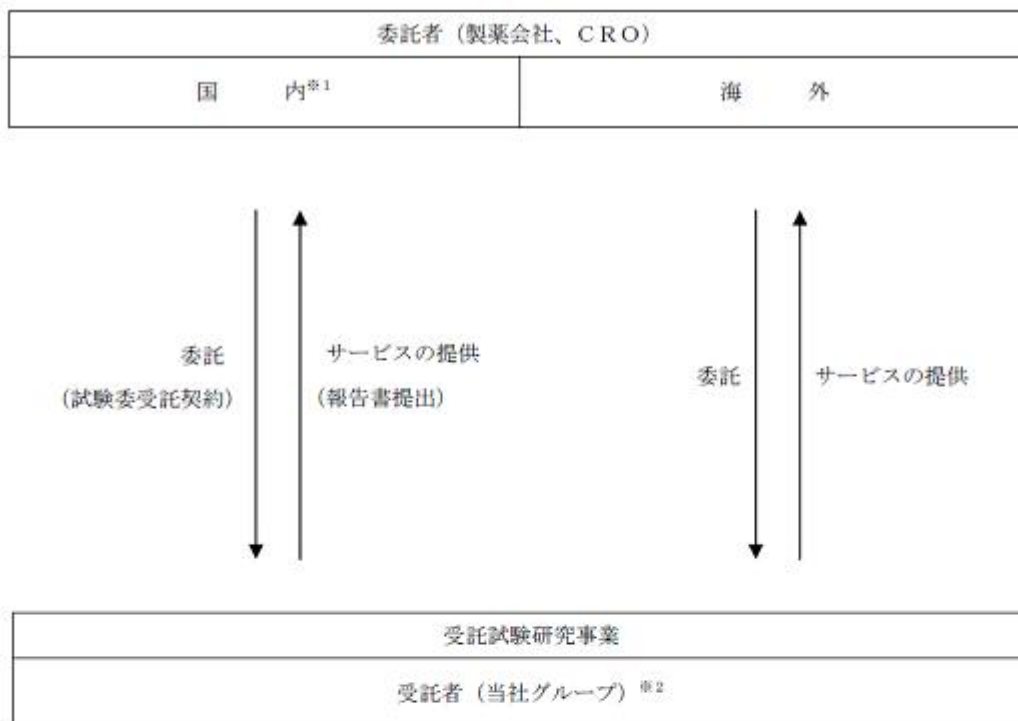 委託者（製薬会社、ＣＲＯ）
国　　内※1
海　　外
委託
（試験委受託契約）
サービスの提供
（報告書提出）
委託
サービスの提供
受託試験研究事業
受託者（当社グループ）※2